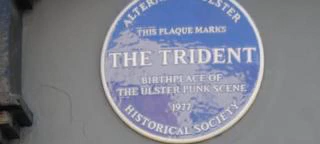 ALTERNATIVE ULSTER
THIS PLAQUE MARKS
THE TRIDENT
BIRTHPLACE OF
THE ULSTER PUNK SCENE
1977
HISTORICAL SOCIETY